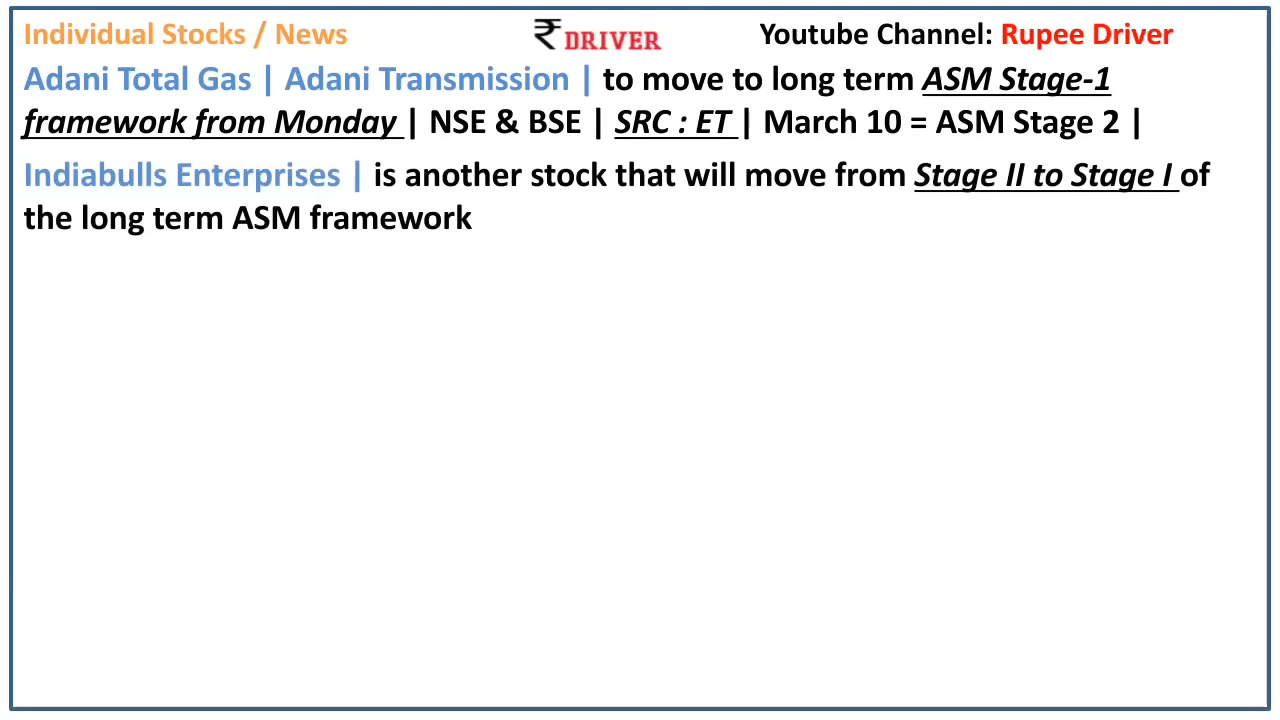 Individual Stocks / News ₹ DRIVER Youtube Channel: Rupee Driver
Adani Total Gas | Adani Transmission | to move to long term ASM Stage-1
framework from Monday | NSE & BSE | SRC : ET | March 10 = ASM Stage 2 |
Indiabulls Enterprises | is another stock that will move from Stage II to Stage I of
the long term ASM framework